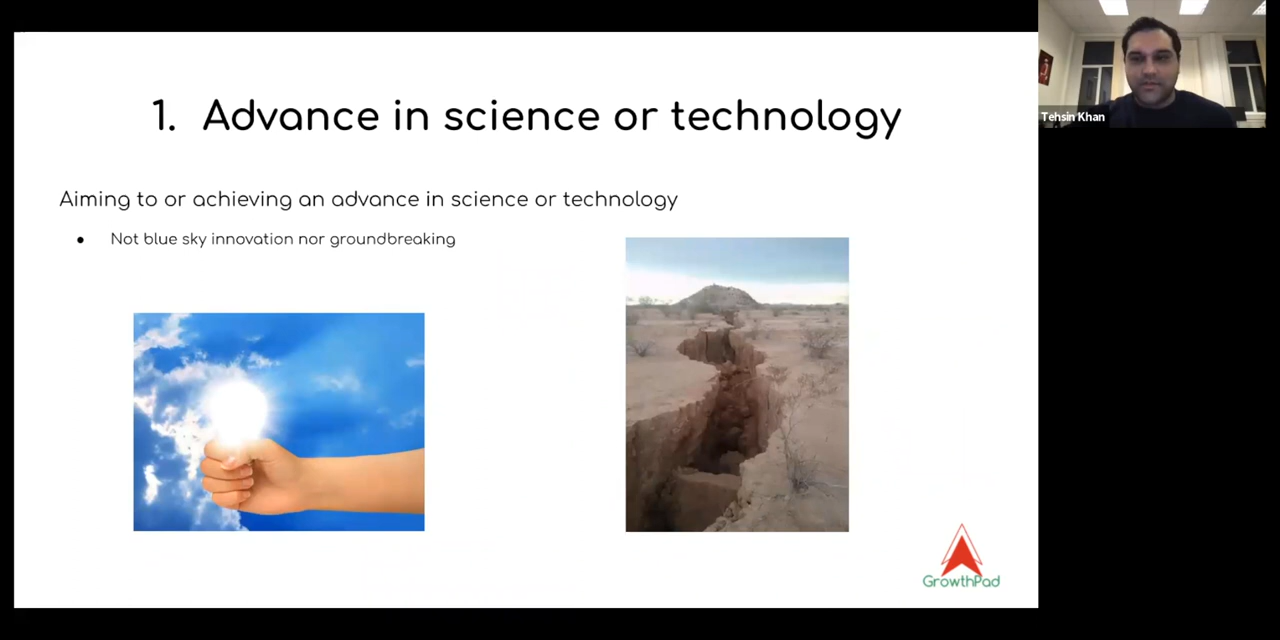 1. Advance in science or technology
Tehsin Khan
Aiming to or achieving an advance in science or technology
● Not blue sky innovation nor groundbreaking
GrowthPad